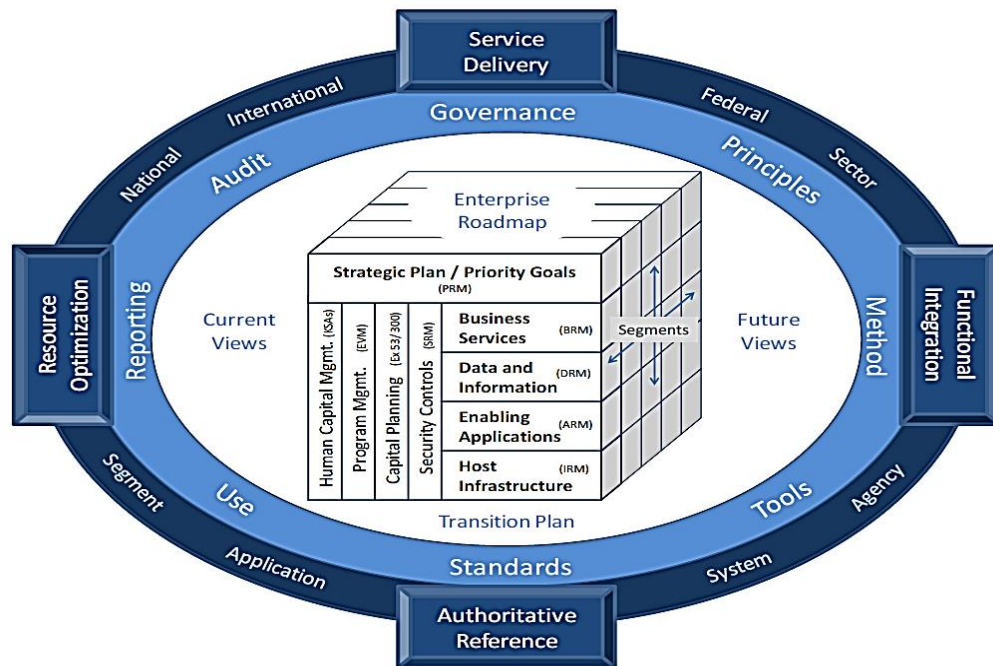 Service
Delivery
International
Federal
Governance
National
Audit
Principles
Sector
Enterprise
Roadmap
Strategic Plan / Priority Goals
(PRM)
Resource
Optimization
Reporting
Current
Views
Human Capital Mgmt. (KSAs)
Program Mgmt. (EVM)
Capital Planning (Ex 53/300)
Security Controls (SRM)
Business (BRM)
Services
Data and (DRM)
Information
Enabling (ARM)
Applications
Host (IRM)
Infrastructure
Segments
Future
Views
Method
Functional
Integration
Segment
Use
Transition Plan
Tools
Agency
Application
Standards
System
Authoritative
Reference